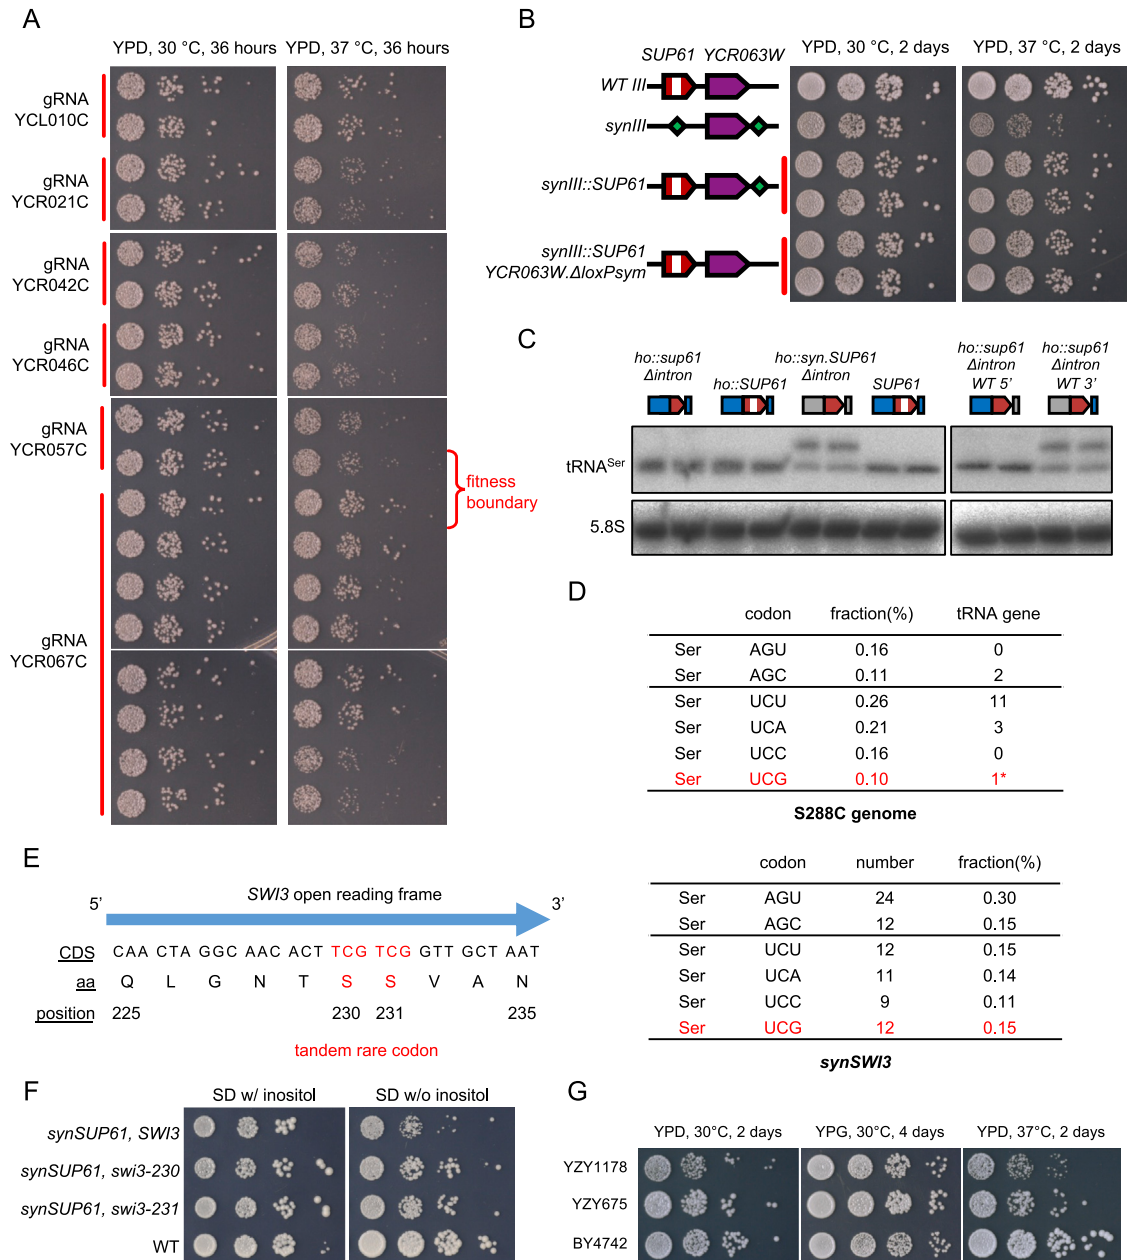 A
YPD, 30 °C, 36 hours
YPD, 37 °C, 36 hours
gRNA
YCL010C
gRNA
YCR021C
gRNA
YCR042C
gRNA
YCR046C
gRNA
YCR057C
gRNA
YCR067C
fitness
boundary
B
SUP61 YCR063W
YPD, 30 °C, 2 days
YPD, 37 °C, 2 days
WT III
synIII
synIII::SUP61
synIII::SUP61
YCR063W.ΔloxPsym
C
ho::sup61
Δintron
ho::SUP61
ho::syn.SUP61
Δintron
SUP61
ho::sup61
Δintron
WT 5’
ho::sup61
Δintron
WT 3’
tRNASer
5.8S
D
codon fraction(%) tRNA gene
Ser AGU 0.16 0
Ser AGC 0.11 2
Ser UCU 0.26 11
Ser UCA 0.21 3
Ser UCC 0.16 0
Ser UCG 0.10 1*
S288C genome
codon number fraction(%)
Ser AGU 24 0.30
Ser AGC 12 0.15
Ser UCU 12 0.15
Ser UCA 11 0.14
Ser UCC 9 0.11
Ser UCG 12 0.15
synSWI3
E
SWI3 open reading frame
5’ 3’
CDS CAA CTA GGC AAC ACT TCG TCG GTT GCT AAT
aa Q L G N T S S V A N
position 225 230 231 235
tandem rare codon
F
SD w/ inositol
SD w/o inositol
synSUP61, SWI3
synSUP61, swi3-230
synSUP61, swi3-231
WT
G
YPD, 30°C, 2 days
YPG, 30°C, 4 days
YPD, 37°C, 2 days
YZY1178
YZY675
BY4742